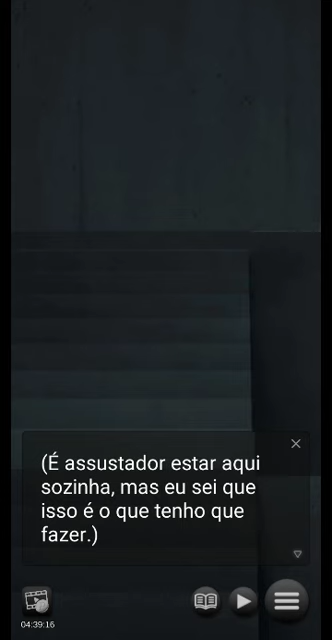 (É assustador estar aqui
sozinha, mas eu sei que
isso é o que tenho que
fazer.)
04:39:16